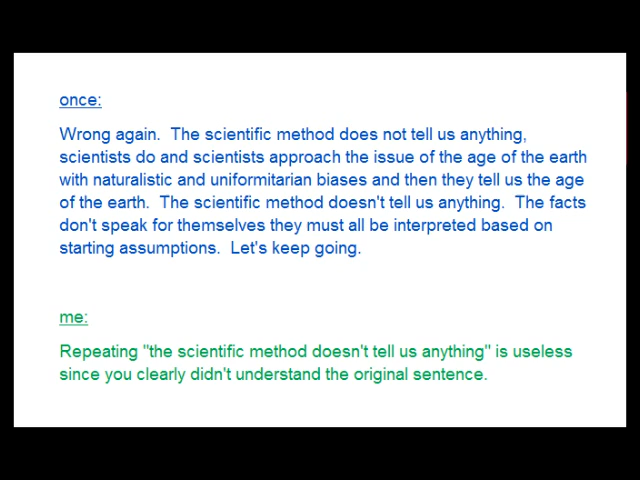 once:
Wrong again.  The scientific method does not tell us anything,
scientists do and scientists approach the issue of the age of the earth
with naturalistic and uniformitarian biases and then they tell us the age
of the earth.  The scientific method doesn't tell us anything.  The facts
don't speak for themselves they must all be interpreted based on
starting assumptions.  Let's keep going.
me:
Repeating "the scientific method doesn't tell us anything" is useless
since you clearly didn't understand the original sentence.